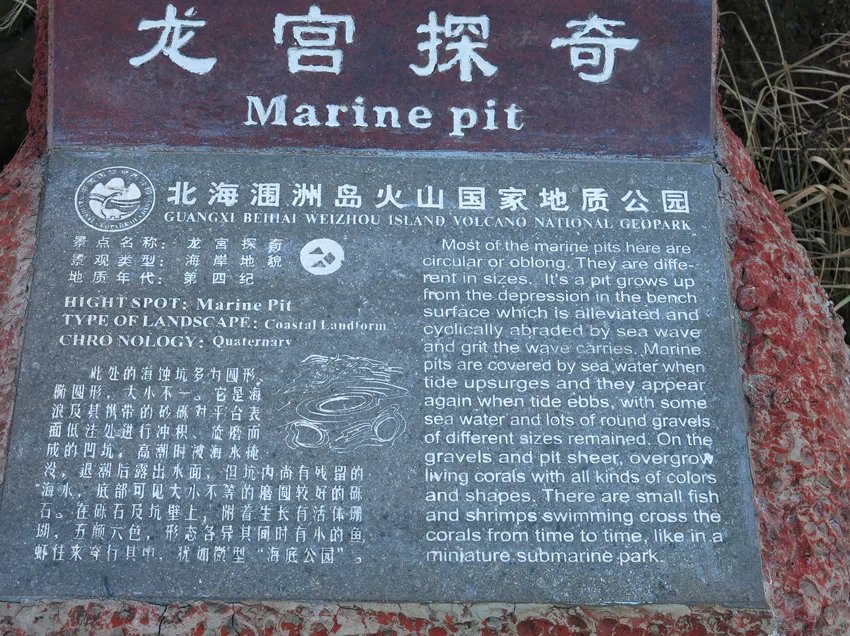 龙宫探奇
Marine pit
北海涠洲岛火山国家地质公园
GUANGXI BEIHAI WEIZHOU ISLAND VOLCANO NATIONAL GEOPARK
景点名称：龙宫探奇
景观类型：海岸地貌
地质年代：第四纪
HIGHT SPOT: Marine Pit
TYPE OF LANDSCAPE: Coastal Landform
CHRO NOLOGY: Quaternary
此处的海蚀坑多为圆形，
椭圆形，大小不一。它是海
浪及其携带的砂砾对平台表
面低洼处进行冲积、旋磨而
成的凹坑，高潮时被海水掩
没，退潮后露出水面，但坑内尚有残留的
海水，底部可见大小不等的磨圆较好的砾
石。在砾石及坑壁上，附着生长有活体珊
瑚，五颜六色，形态各异其间时有小的鱼
虾往来穿行其中，犹如微型“海底公园”。
Most of the marine pits here are
circular or oblong. They are diffe-
rent in sizes. It's a pit grows up
from the depression in the bench
surface which is alleviated and
cyclically abraded by sea wave
and grit the wave carries. Marine
pits are covered by sea water when
tide upsurges and they appear
again when tide ebbs, with some
sea water and lots of round gravels
of different sizes remained. On the
gravels and pit sheer, overgrow
living corals with all kinds of colors
and shapes. There are small fish
and shrimps swimming cross the
corals from time to time, like in a
miniature submarine park.